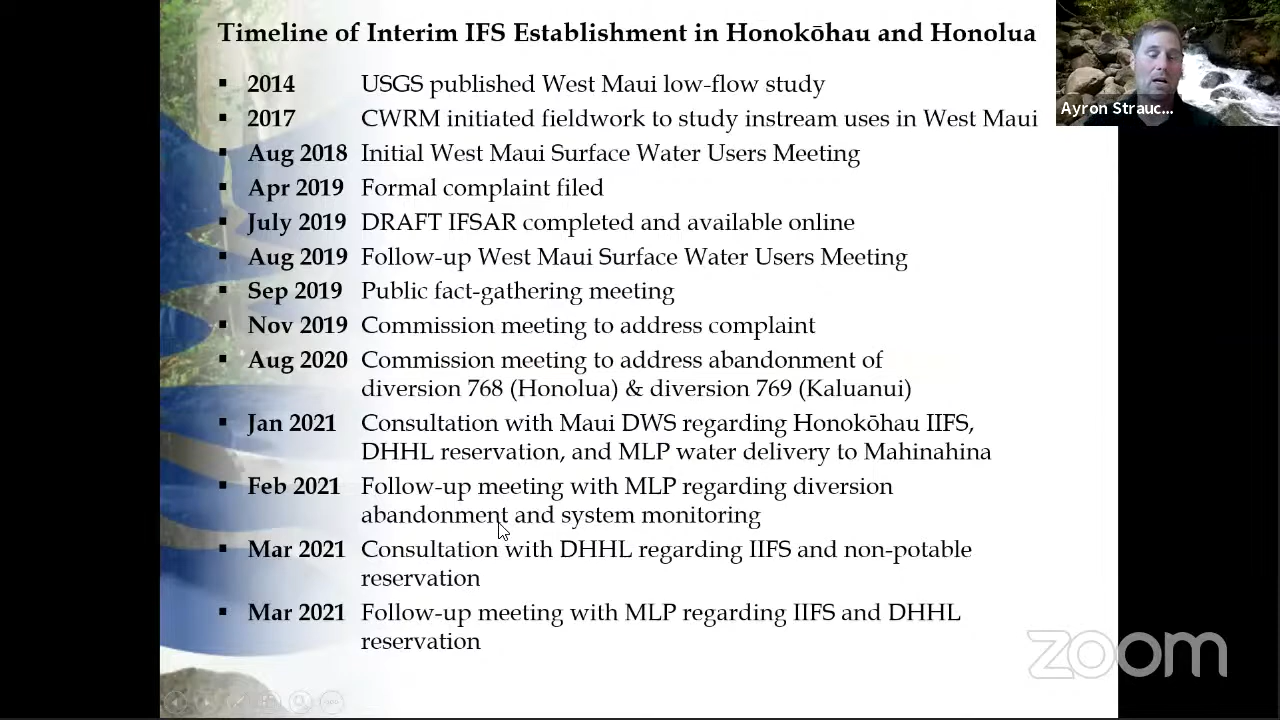 Timeline of Interim IFS Establishment in Honokōhau and Honolua
Ayron Strauc...
▪ 2014 USGS published West Maui low-flow study
▪ 2017 CWRM initiated fieldwork to study instream uses in West Maui
▪ Aug 2018 Initial West Maui Surface Water Users Meeting
▪ Apr 2019 Formal complaint filed
▪ July 2019 DRAFT IFSAR completed and available online
▪ Aug 2019 Follow-up West Maui Surface Water Users Meeting
▪ Sep 2019 Public fact-gathering meeting
▪ Nov 2019 Commission meeting to address complaint
▪ Aug 2020 Commission meeting to address abandonment of
diversion 768 (Honolua) & diversion 769 (Kaluanui)
▪ Jan 2021 Consultation with Maui DWS regarding Honokōhau IIFS,
DHHL reservation, and MLP water delivery to Mahinahina
▪ Feb 2021 Follow-up meeting with MLP regarding diversion
abandonment and system monitoring
▪ Mar 2021 Consultation with DHHL regarding IIFS and non-potable
reservation
▪ Mar 2021 Follow-up meeting with MLP regarding IIFS and DHHL
reservation
zoom